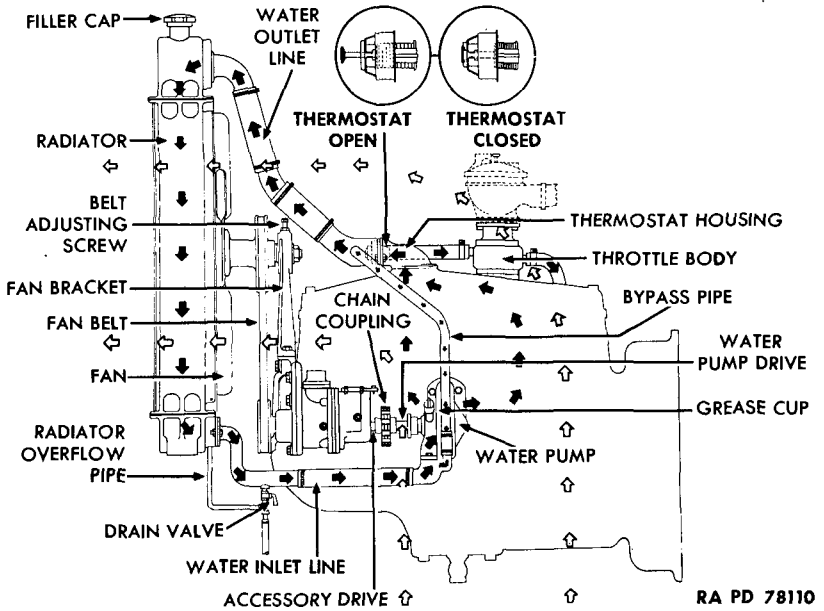 FILLER CAP
WATER
OUTLET
LINE
THERMOSTAT
OPEN
THERMOSTAT
CLOSED
RADIATOR
BELT
ADJUSTING
SCREW
THERMOSTAT HOUSING
THROTTLE BODY
FAN BRACKET
CHAIN
COUPLING
BYPASS PIPE
FAN BELT
WATER
PUMP DRIVE
FAN
GREASE CUP
RADIATOR
OVERFLOW
PIPE
WATER PUMP
DRAIN VALVE
WATER INLET LINE
ACCESSORY DRIVE
RA PD 78110